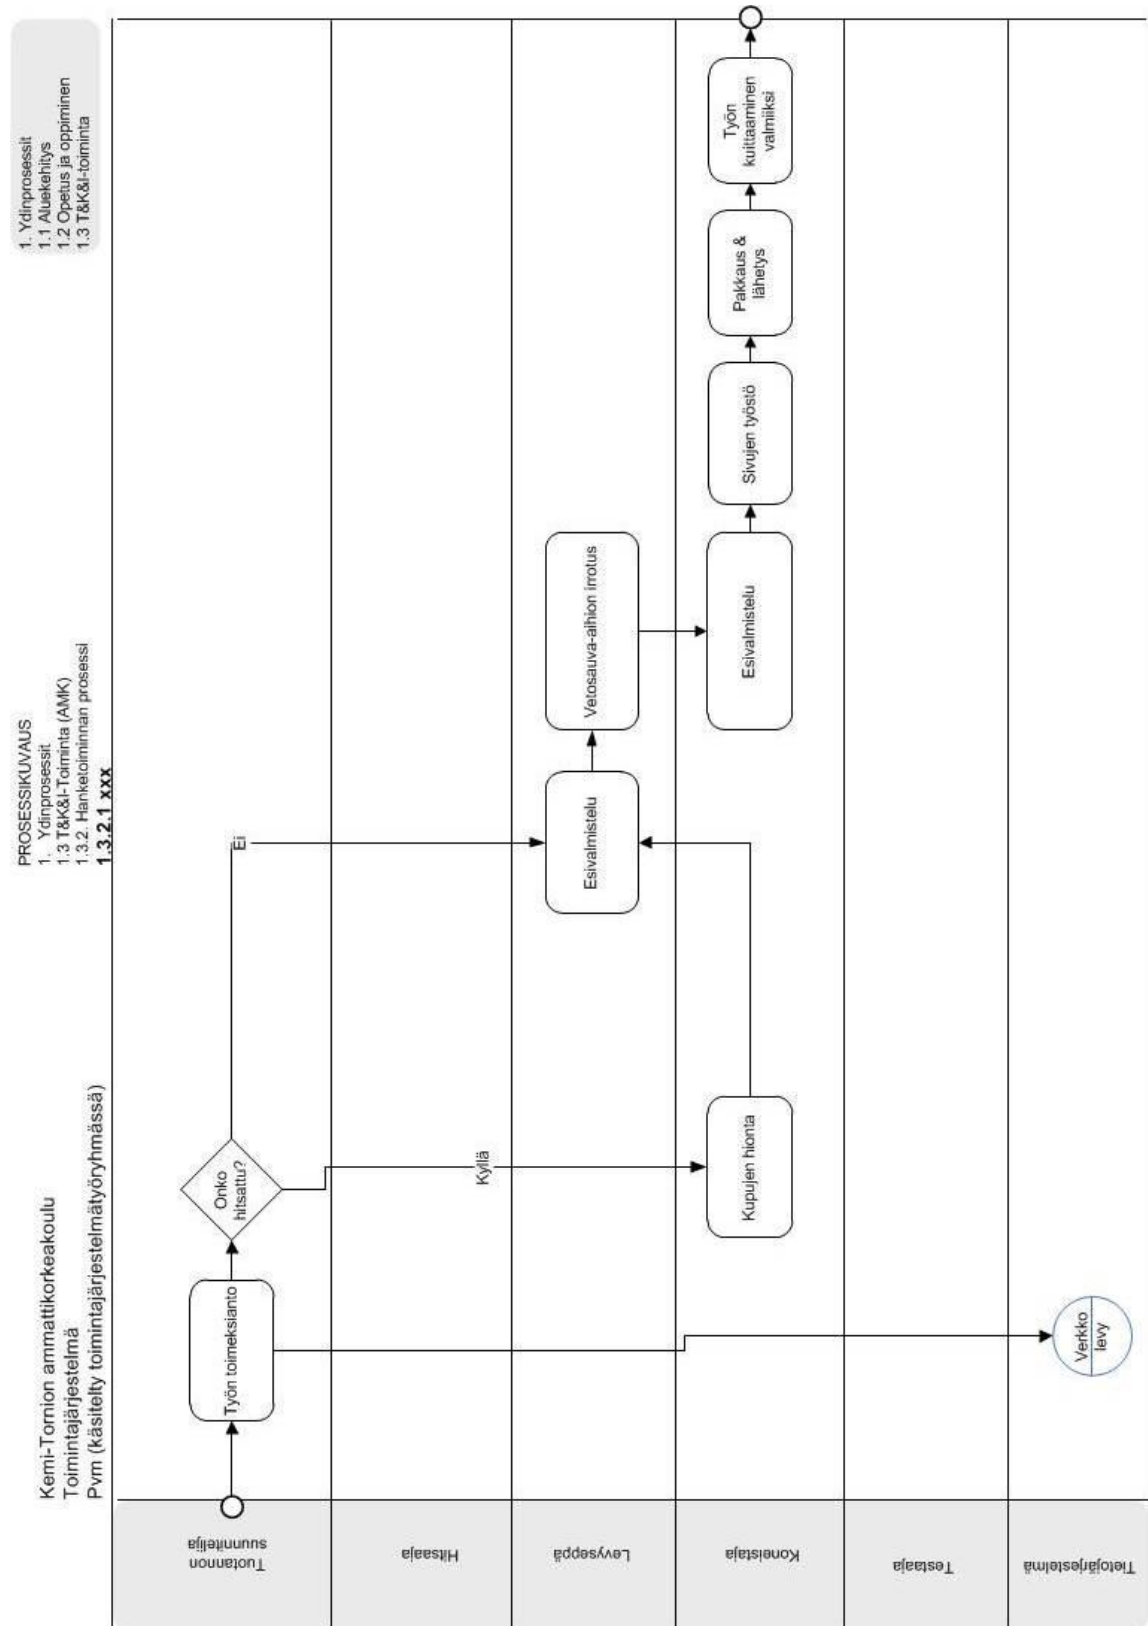 Kemi-Tornion ammattikorkeakoulu
Toimintajärjestelmä
Pvm (käsitelty toimintajärjestelmätyöryhmässä)
PROSESSIKUVAUS
1. Ydinprosessit
1.3 T&K&I-Toiminta (AMK)
1.3.2. Hanketoiminnan prosessi
1.3.2.1 xxx
1. Ydinprosessit
1.1 Aluekehitys
1.2 Opetus ja oppiminen
1.3 T&K&I-toiminta
Tuotannon
suunnitelija
Työn toimeksianto
Onko
hitsattu?
Ei
Hitsaaja
Kyllä
Levyseppä
Esivalmistelu
Vetosauva-aihion irrotus
Koneistaja
Kupujen hionta
Esivalmistelu
Sivujen työstö
Pakkaus &
lähetys
Työn
kuittaaminen
valmiiksi
Testaaja
Tietojärjestelmä
Verkko
levy